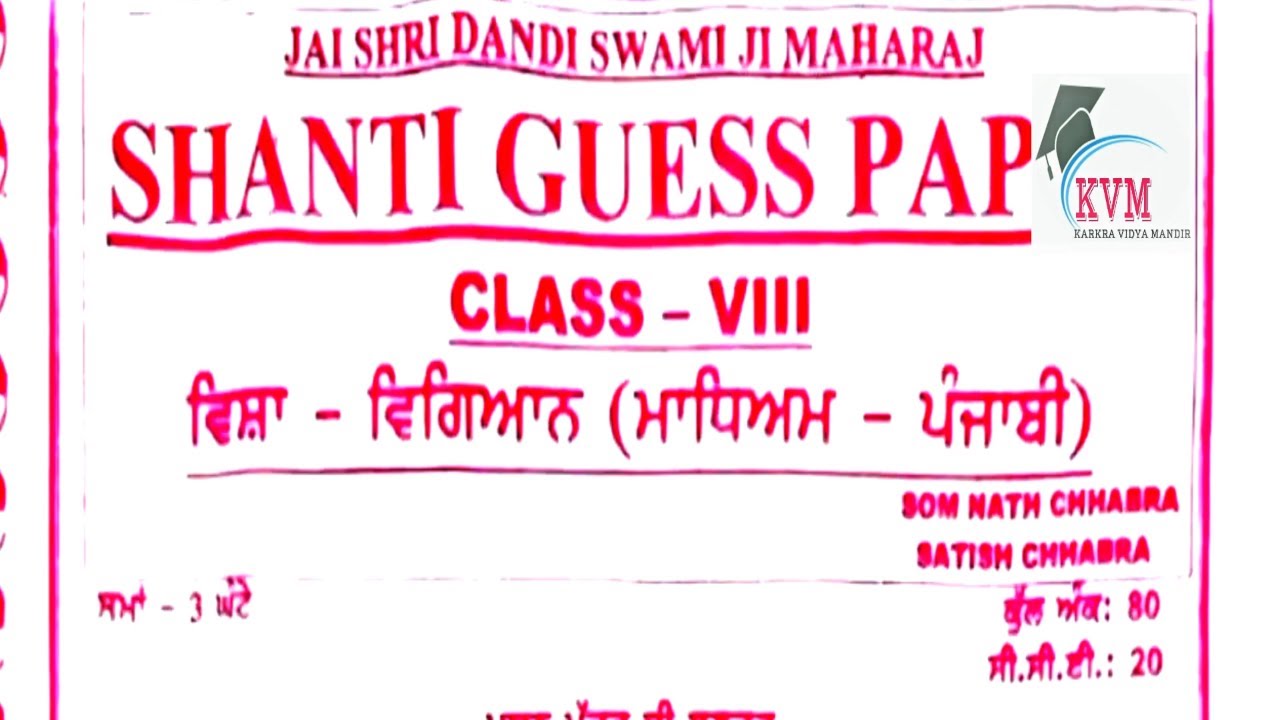 JAI SHRI DANDI SWAMI JI MAHARAJ
SHANTI GUESS PAP
KVM
KARKRA VIDYA MANDIR
CLASS – VIII
ਵਿਸ਼ਾ - ਵਿਗਿਆਨ (ਮਾਧਿਅਮ - ਪੰਜਾਬੀ)
SOM NATH CHHABRA
SATISH CHHABRA
ਸਮਾਂ - 3 ਘੰਟੇ
ਕੁੱਲ ਅੰਕ: 80
ਸੀ.ਸੀ.ਈ.: 20